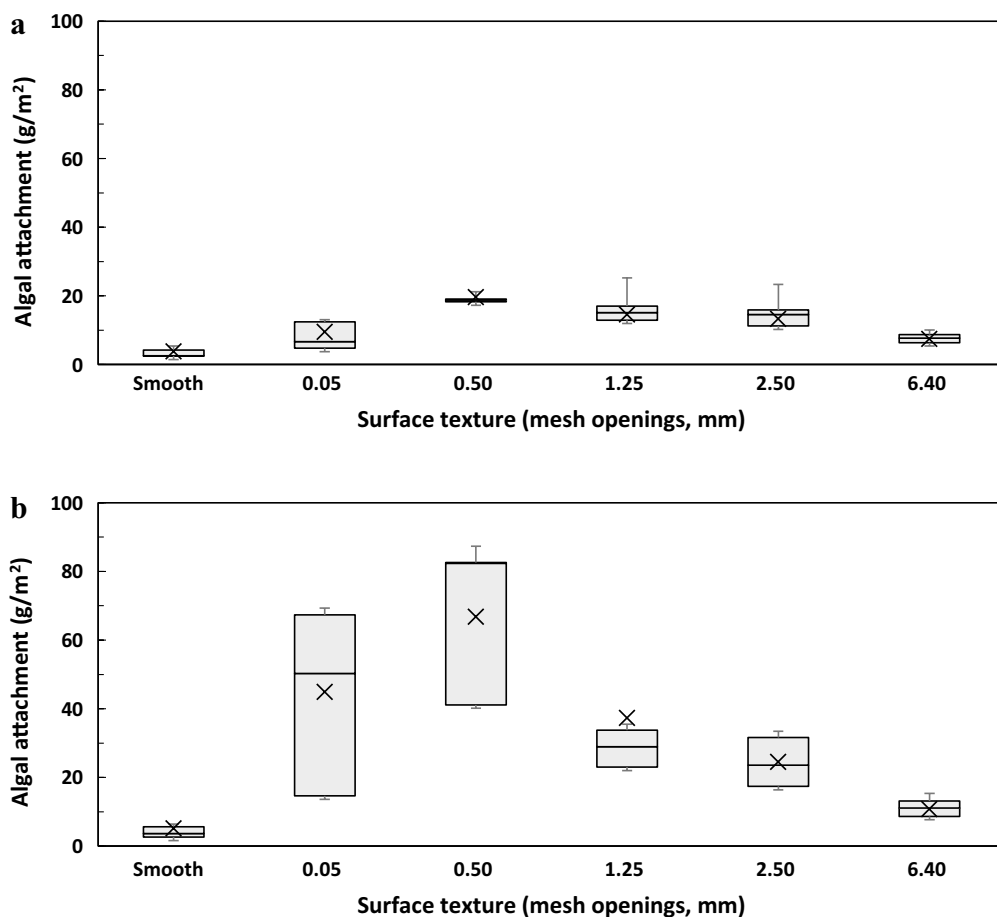 a
Algal attachment (g/m²)
100
80
60
40
20
0
Smooth 0.05 0.50 1.25 2.50 6.40
Surface texture (mesh openings, mm)
b
Algal attachment (g/m²)
100
80
60
40
20
0
Smooth 0.05 0.50 1.25 2.50 6.40
Surface texture (mesh openings, mm)